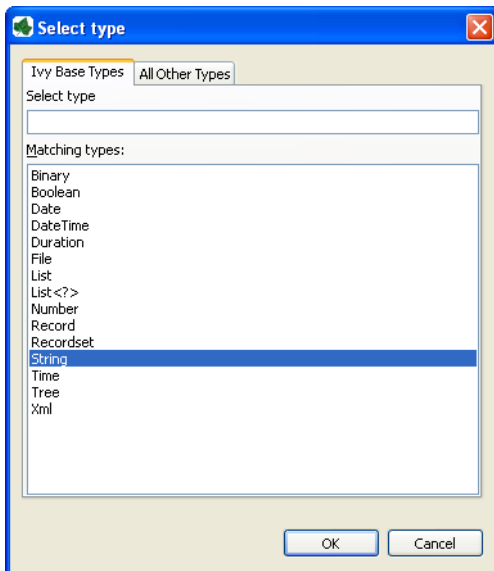 Select type
Ivy Base Types All Other Types
Select type
Matching types:
Binary
Boolean
Date
DateTime
Duration
File
List
List<?>
Number
Record
Recordset
String
Time
Tree
Xml
OK Cancel